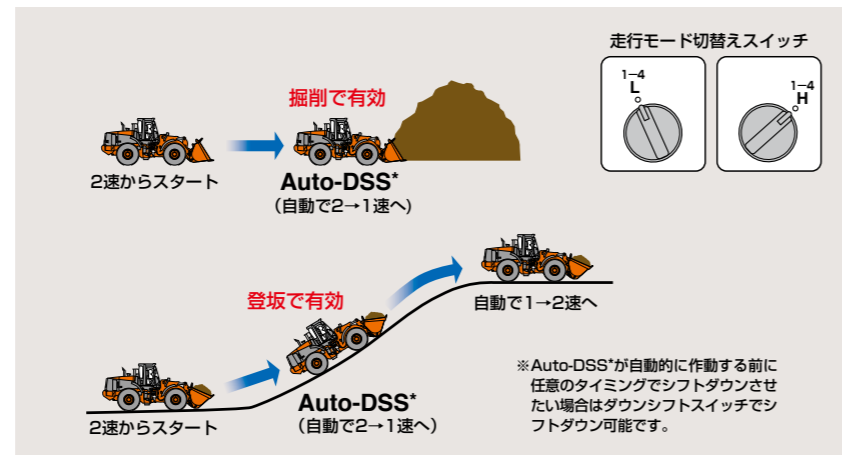 走行モード切替えスイッチ
1−4
L
1−4
H
掘削で有効
2速からスタート
Auto-DSS*
（自動で2→1速へ）
登坂で有効
自動で1→2速へ
2速からスタート
Auto-DSS*
（自動で2→1速へ）
※Auto-DSS*が自動的に作動する前に
任意のタイミングでシフトダウンさせ
たい場合はダウンシフトスイッチでシ
フトダウン可能です。